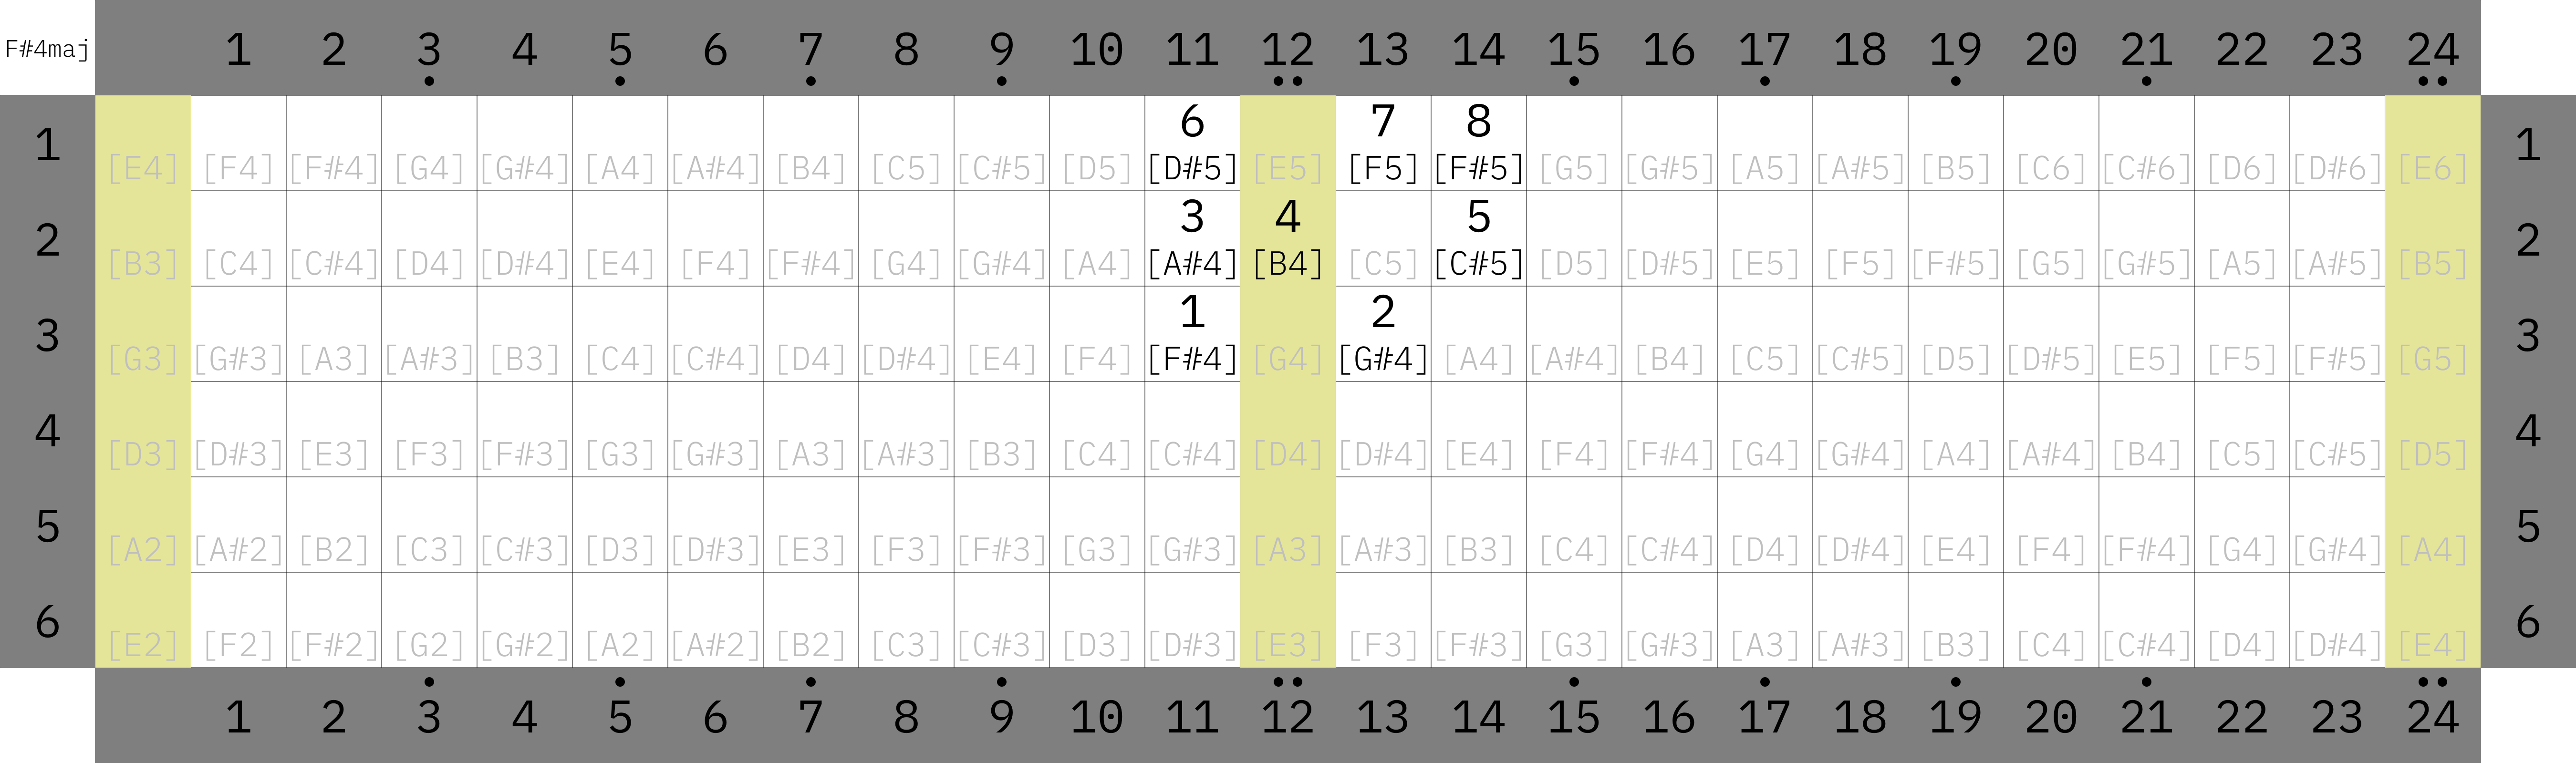 F#4maj 1 2 3 4 5 6 7 8 9 10 11 12 13 14 15 16 17 18 19 20 21 22 23 24
6 7 8
1 [E4] [F4] [F#4] [G4] [G#4] [A4] [A#4] [B4] [C5] [C#5] [D5] [D#5] [E5] [F5] [F#5] [G5] [G#5] [A5] [A#5] [B5] [C6] [C#6] [D6] [D#6] [E6] 1
3 4 5
2 [B3] [C4] [C#4] [D4] [D#4] [E4] [F4] [F#4] [G4] [G#4] [A4] [A#4] [B4] [C5] [C#5] [D5] [D#5] [E5] [F5] [F#5] [G5] [G#5] [A5] [A#5] [B5] 2
1 2
3 [G3] [G#3] [A3] [A#3] [B3] [C4] [C#4] [D4] [D#4] [E4] [F4] [F#4] [G4] [G#4] [A4] [A#4] [B4] [C5] [C#5] [D5] [D#5] [E5] [F5] [F#5] [G5] 3
4 [D3] [D#3] [E3] [F3] [F#3] [G3] [G#3] [A3] [A#3] [B3] [C4] [C#4] [D4] [D#4] [E4] [F4] [F#4] [G4] [G#4] [A4] [A#4] [B4] [C5] [C#5] [D5] 4
5 [A2] [A#2] [B2] [C3] [C#3] [D3] [D#3] [E3] [F3] [F#3] [G3] [G#3] [A3] [A#3] [B3] [C4] [C#4] [D4] [D#4] [E4] [F4] [F#4] [G4] [G#4] [A4] 5
6 [E2] [F2] [F#2] [G2] [G#2] [A2] [A#2] [B2] [C3] [C#3] [D3] [D#3] [E3] [F3] [F#3] [G3] [G#3] [A3] [A#3] [B3] [C4] [C#4] [D4] [D#4] [E4] 6
1 2 3 4 5 6 7 8 9 10 11 12 13 14 15 16 17 18 19 20 21 22 23 24